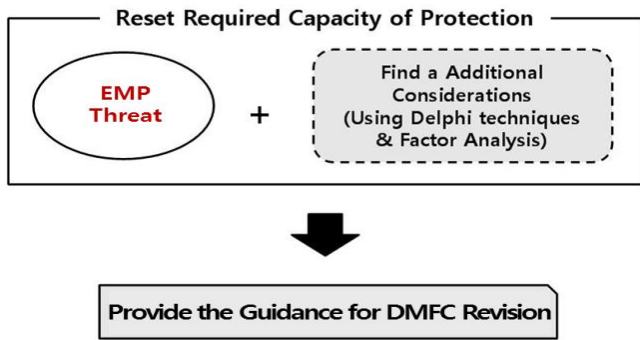 Reset Required Capacity of Protection
EMP
Threat
+
Find a Additional
Considerations
(Using Delphi techniques
& Factor Analysis)
Provide the Guidance for DMFC Revision